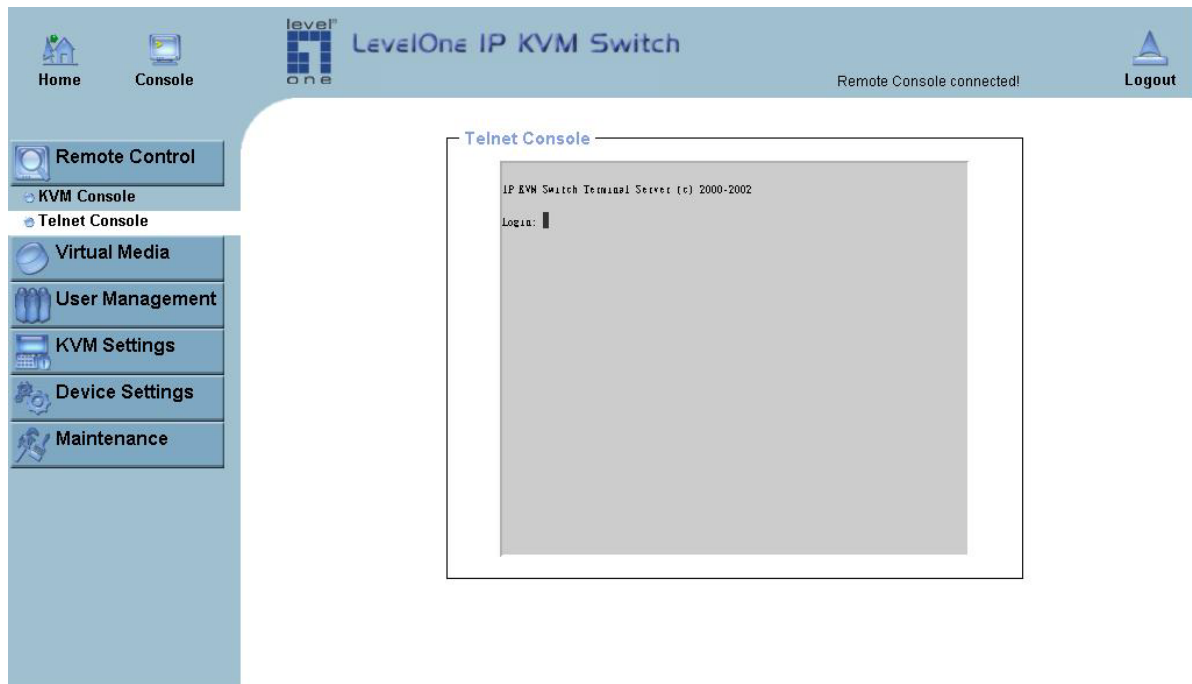 level
one
LevelOne IP KVM Switch
Home
Console
Remote Console connected!
Logout
Remote Control
KVM Console
Telnet Console
Virtual Media
User Management
KVM Settings
Device Settings
Maintenance
Telnet Console
IP KVM Switch Terminal Server (c) 2000-2002
Login: